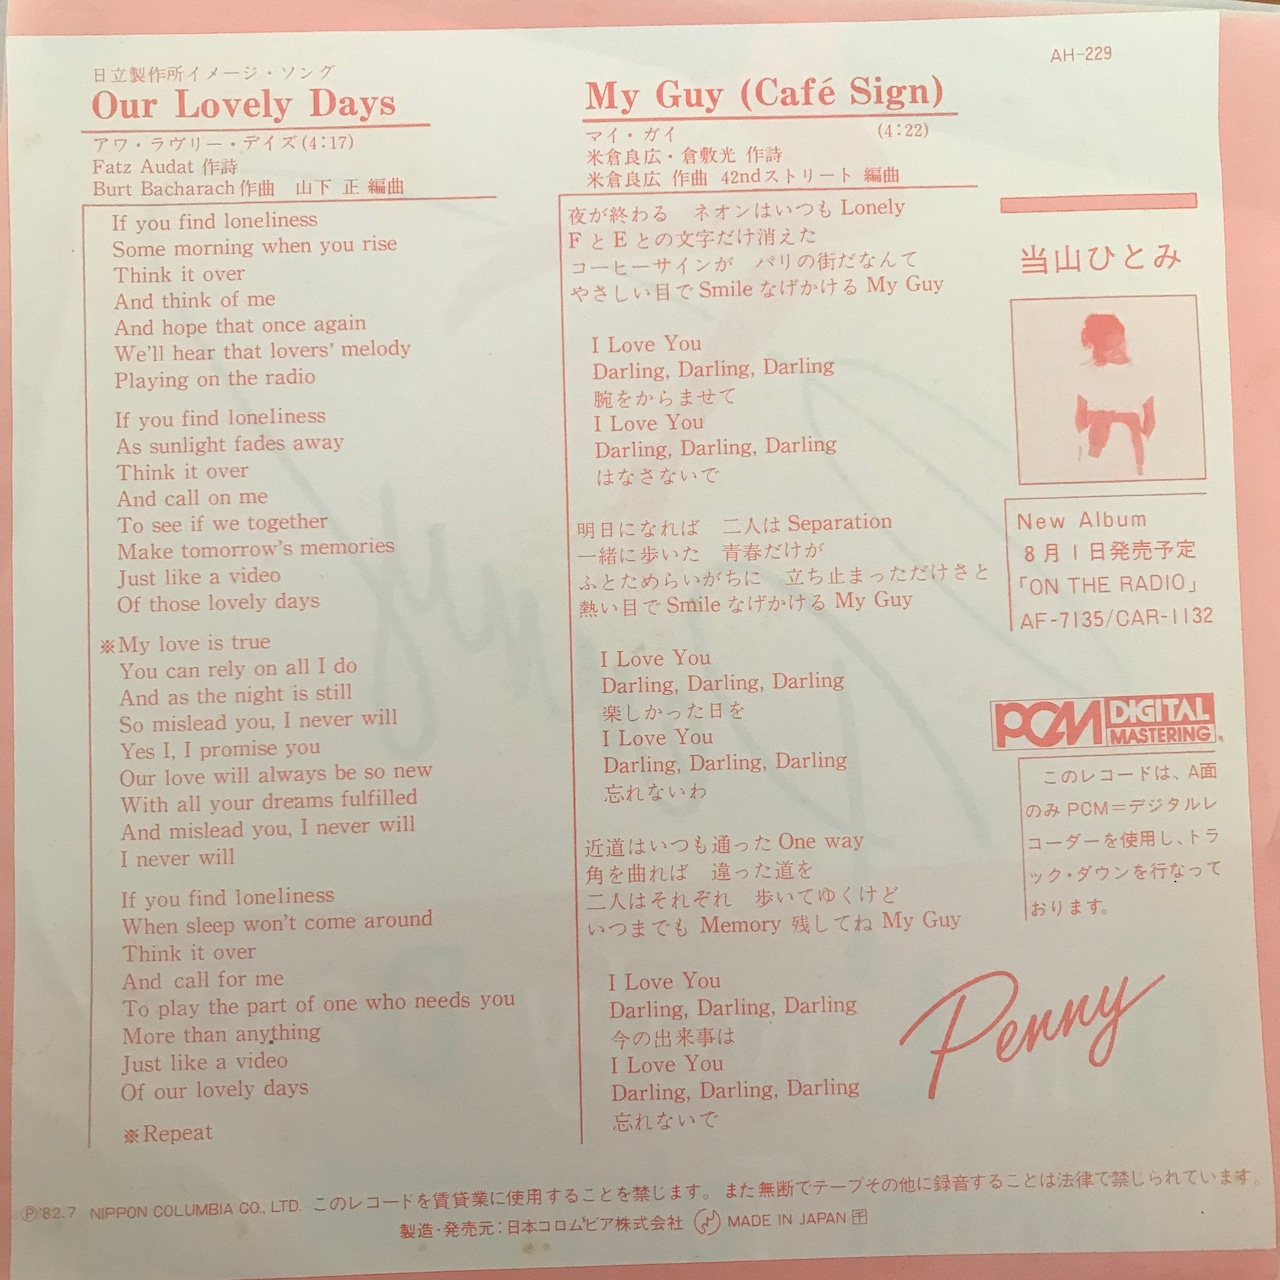 AH-229
日立製作所イメージ・ソング
Our Lovely Days
アワ・ラヴリー・デイズ(4:17)
Fatz Audat 作詩
Burt Bacharach作曲 山下 正 編曲
If you find loneliness
Some morning when you rise
Think it over
And think of me
And hope that once again
We'll hear that lovers' melody
Playing on the radio
If you find loneliness
As sunlight fades away
Think it over
And call on me
To see if we together
Make tomorrow's memories
Just like a video
Of those lovely days
※My love is true
You can rely on all I do
And as the night is still
So mislead you, I never will
Yes I, I promise you
Our love will always be so new
With all your dreams fulfilled
And mislead you, I never will
I never will
If you find loneliness
When sleep won't come around
Think it over
And call for me
To play the part of one who needs you
More than anything
Just like a video
Of our lovely days
※Repeat
My Guy (Café Sign)
マイ・ガイ (4:22)
米倉良広・倉敷光 作詩
米倉良広 作曲 42ndストリート 編曲
夜が終わる ネオンはいつも Lonely
FとEとの文字だけ消えた
コーヒーサインが パリの街だなんて
やさしい目で Smile なげかける My Guy
I Love You
Darling, Darling, Darling
腕をからませて
I Love You
Darling, Darling, Darling
はなさないで
明日になれば 二人は Separation
一緒に歩いた 青春だけが
ふとためらいがちに 立ち止まっただけさと
熱い目で Smile なげかける My Guy
I Love You
Darling, Darling, Darling
楽しかった日を
I Love You
Darling, Darling, Darling
忘れないわ
近道はいつも通った One way
角を曲れば 違った道を
二人はそれぞれ 歩いてゆくけど
いつまでも Memory 残してね My Guy
I Love You
Darling, Darling, Darling
今の出来事は
I Love You
Darling, Darling, Darling
忘れないで
当山ひとみ
New Album
8月1日発売予定
「ON THE RADIO」
AF-7135/CAR-1132
PCM DIGITAL
MASTERING
このレコードは、A面
のみPCM=デジタルレ
コーダーを使用し、トラ
ック・ダウンを行なって
おります。
Penny
Ⓟ'82.7 NIPPON COLUMBIA CO., LTD. このレコードを賃貸業に使用することを禁じます。また無断でテープその他に録音することは法律で禁じられています。
製造・発売元:日本コロムビア株式会社 MADE IN JAPAN